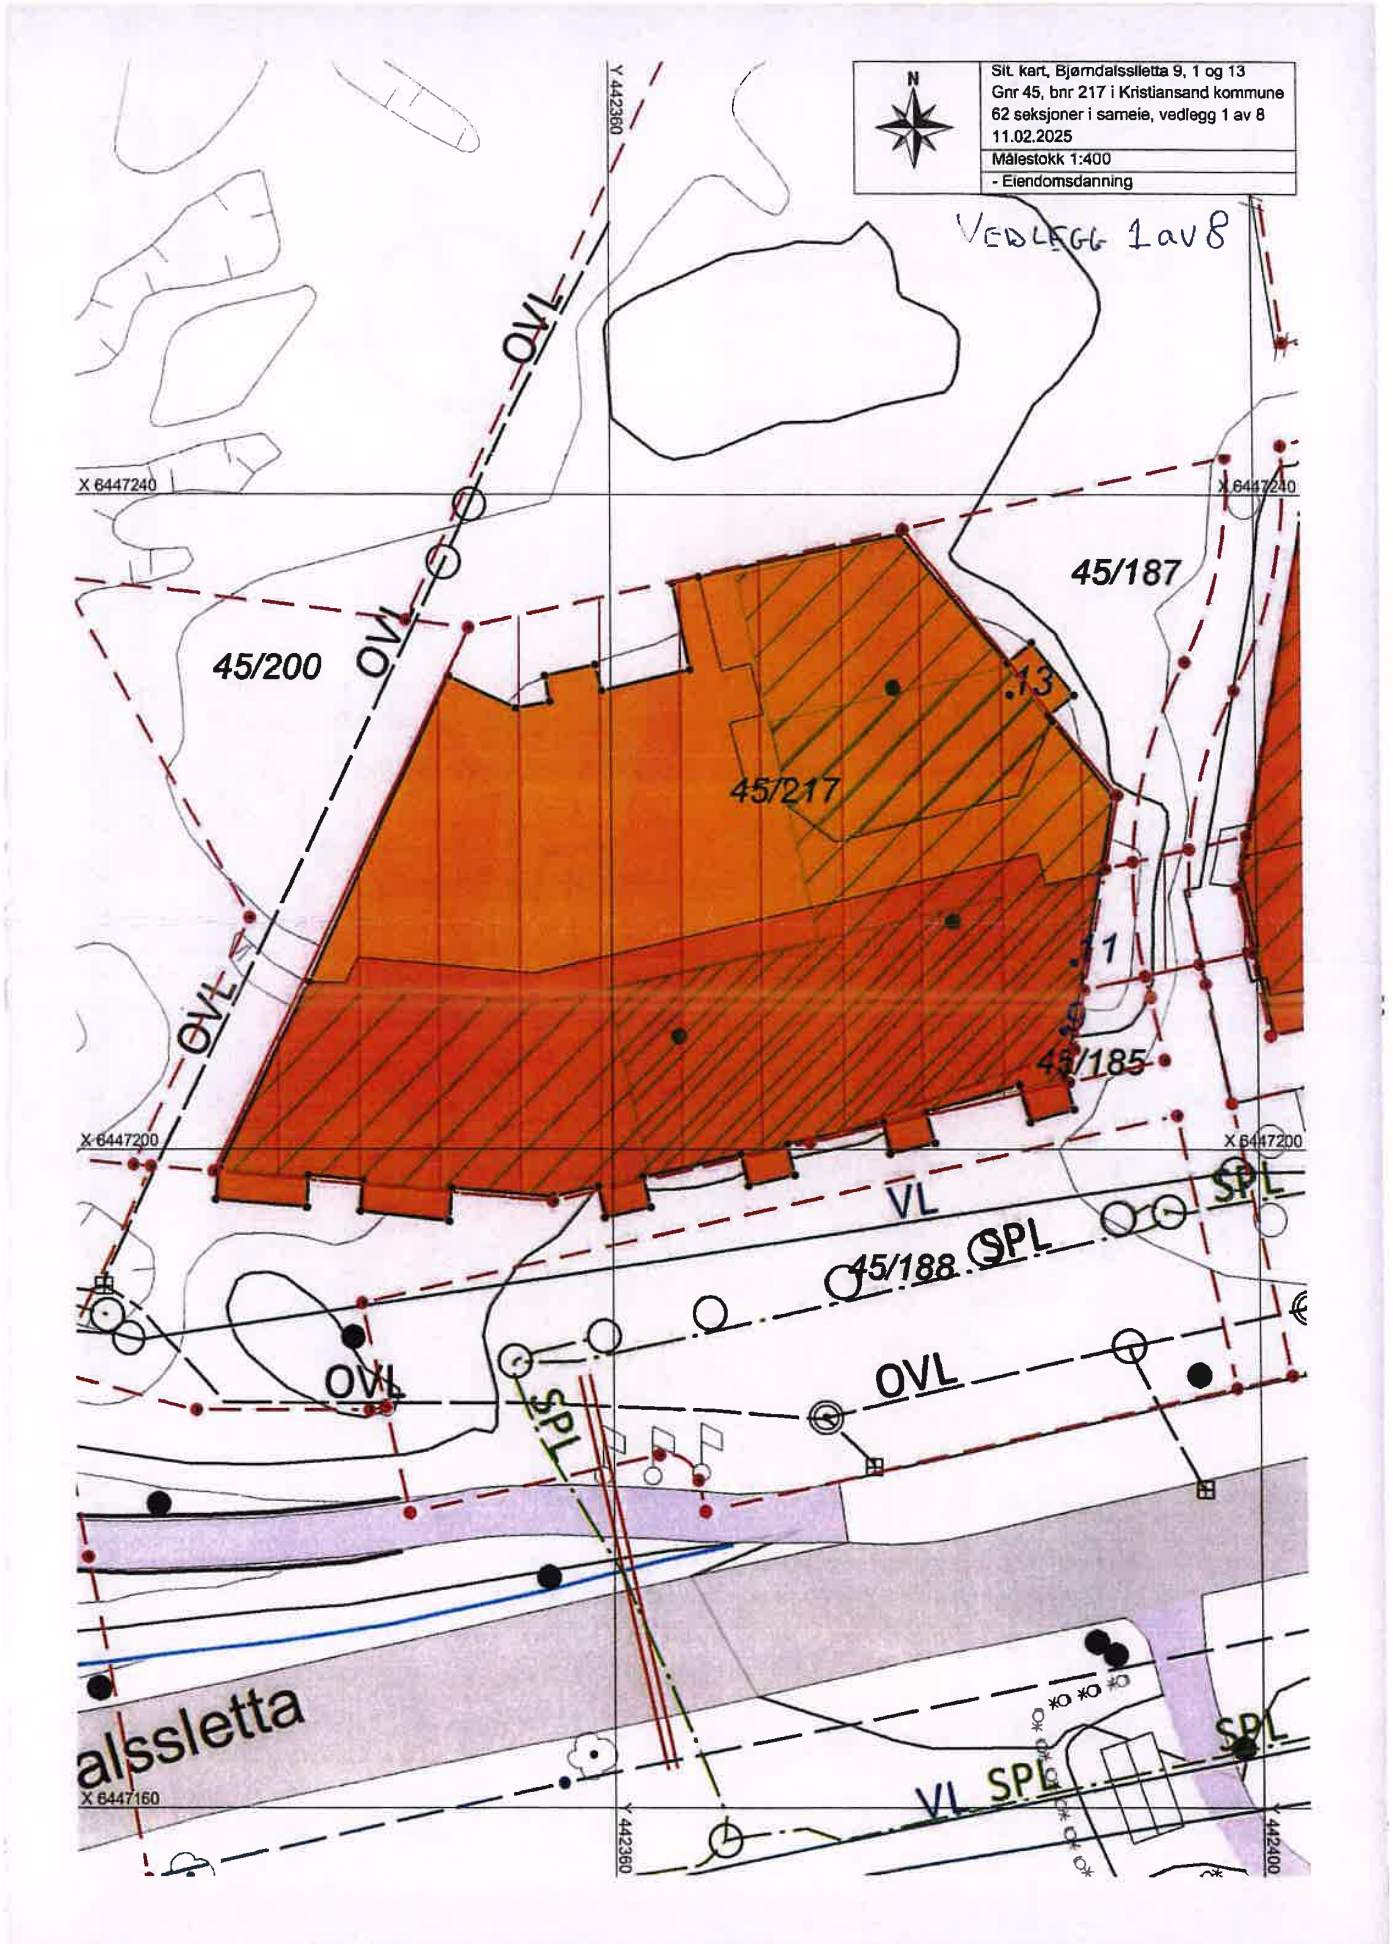 N
Sit. kart, Bjørndalssletta 9, 1 og 13
Gnr 45, bnr 217 i Kristiansand kommune
62 seksjoner i sameie, vedlegg 1 av 8
11.02.2025
Målestokk 1:400
- Eiendomsdanning
VEDLEGG 1 av 8
Y 442360
OVL
X 6447240
X 6447240
45/187
OVL
45/200
13
45/217
11
OVL
9
45/185
X 6447200
X 6447200
SPL
VL
SPL
45/188
OVL
OVL
SPL
alssletta
SPL
SPL
VL
X 6447160
442360
442400